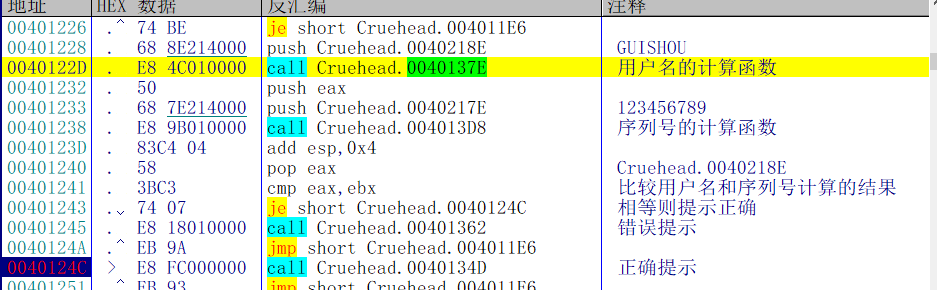 地址 HEX 数据 反汇编 注释
00401226 .^ 74 BE je short Cruehead.004011E6
00401228 . 68 8E214000 push Cruehead.0040218E GUISHOU
0040122D . E8 4C010000 call Cruehead.0040137E 用户名的计算函数
00401232 . 50 push eax
00401233 . 68 7E214000 push Cruehead.0040217E 123456789
00401238 . E8 9B010000 call Cruehead.004013D8 序列号的计算函数
0040123D . 83C4 04 add esp,0x4
00401240 . 58 pop eax Cruehead.0040218E
00401241 . 3BC3 cmp eax,ebx 比较用户名和序列号计算的结果
00401243 .v 74 07 je short Cruehead.0040124C 相等则提示正确
00401245 . E8 18010000 call Cruehead.00401362 错误提示
0040124A .^ EB 9A jmp short Cruehead.004011E6
0040124C > E8 FC000000 call Cruehead.0040134D 正确提示
00401251 .^ EB 93 jmp short Cruehead.004011E6